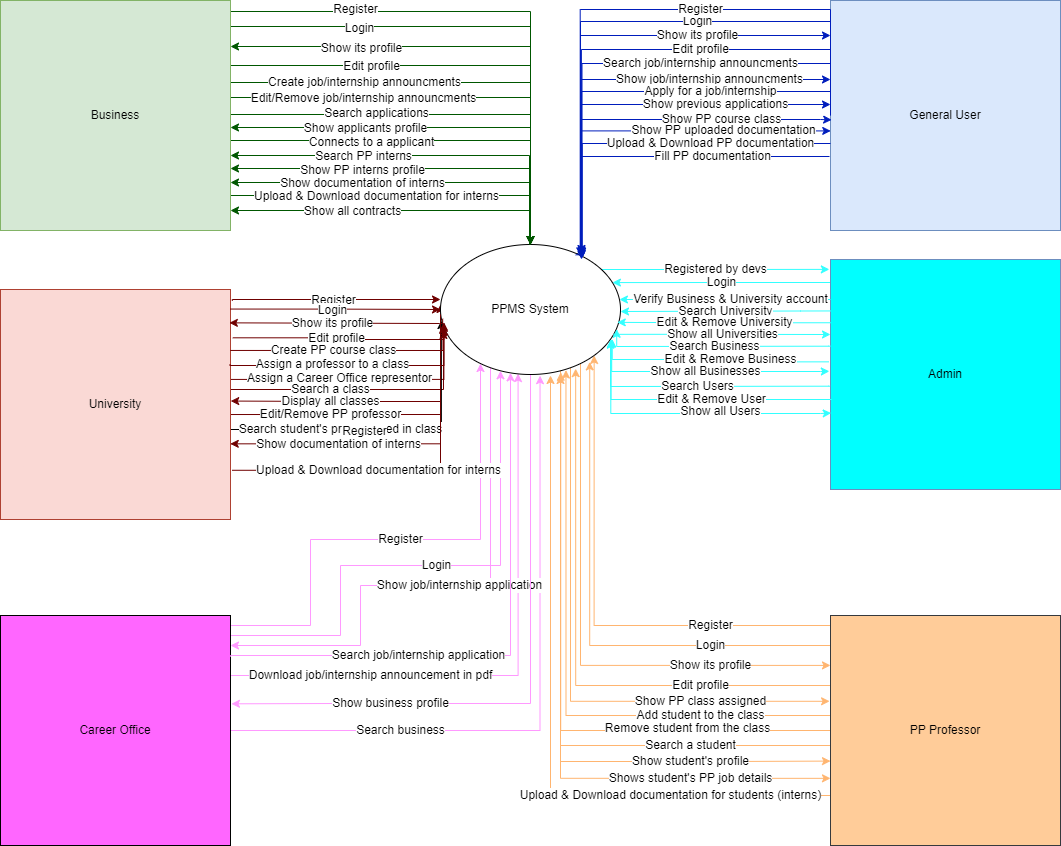 Register
Login
Show its profile
Edit profile
Create job/internship announcments
Edit/Remove job/internship announcments
Search applications
Show applicants profile
Connects to a applicant
Search PP interns
Show PP interns profile
Show documentation of interns
Upload & Download documentation for interns
Show all contracts
Business
Register
Login
Show its profile
Edit profile
Search job/internship announcments
Show job/internship announcments
Apply for a job/internship
Show previous applications
Show PP course class
Show PP uploaded documentation
Upload & Download PP documentation
Fill PP documentation
General User
PPMS System
Register
Login
Show its profile
Edit profile
Create PP course class
Assign a professor to a class
Assign a Career Office representor
Search a class
Display all classes
Edit/Remove PP professor
Search student's pr
Register
ed in class
Show documentation of interns
Upload & Download documentation for interns
University
Registered by devs
Login
Verify Business & University account
Search University
Edit & Remove University
Show all Universities
Search Business
Edit & Remove Business
Show all Businesses
Search Users
Edit & Remove User
Show all Users
Admin
Register
Login
Show job/internship application
Search job/internship application
Download job/internship announcement in pdf
Show business profile
Search business
Career Office
Register
Login
Show its profile
Edit profile
Show PP class assigned
Add student to the class
Remove student from the class
Search a student
Show student's profile
Shows student's PP job details
Upload & Download documentation for students (interns)
PP Professor